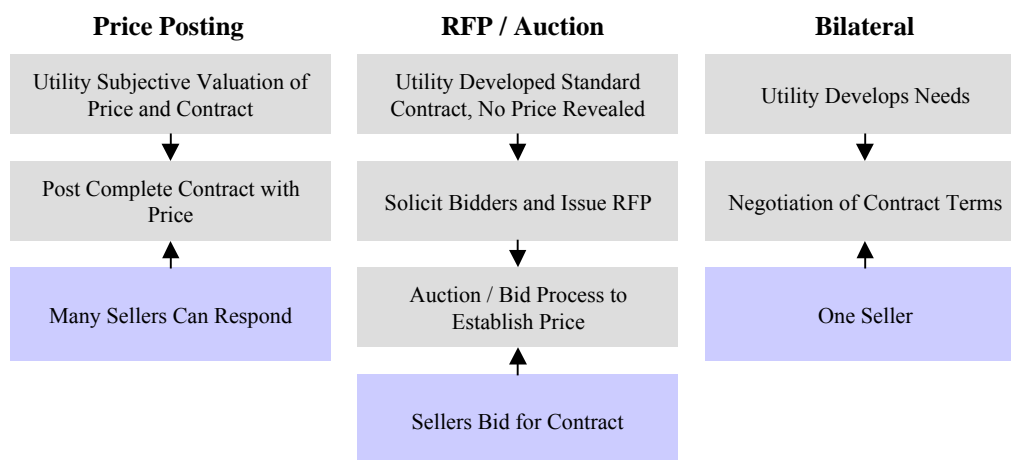 Price Posting
Utility Subjective Valuation of
Price and Contract
Post Complete Contract with
Price
Many Sellers Can Respond
RFP / Auction
Utility Developed Standard
Contract, No Price Revealed
Solicit Bidders and Issue RFP
Auction / Bid Process to
Establish Price
Sellers Bid for Contract
Bilateral
Utility Develops Needs
Negotiation of Contract Terms
One Seller